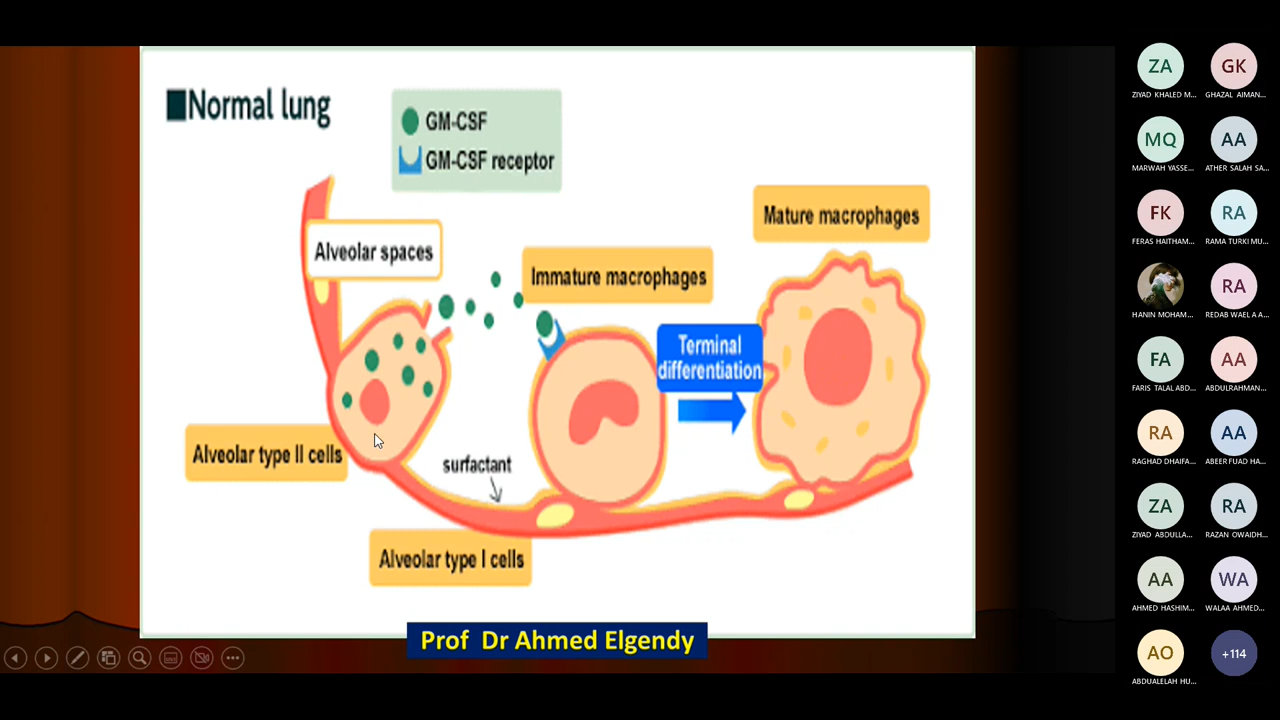 Normal lung
GM-CSF
GM-CSF receptor
Alveolar spaces
Immature macrophages
Mature macrophages
Terminal
differentiation
Alveolar type II cells
surfactant
Alveolar type I cells
Prof Dr Ahmed Elgendy
ZA
ZIYAD KHALED M...
GK
GHAZAL AIMAN...
MQ
MARWAH YASSE...
AA
ATHER SALAH SA...
FK
FERAS HAITHAM...
RA
RAMA TURKI MU...
HANIN MOHAM...
RA
REDAB WAEL A A...
FA
FARIS TALAL ABD...
AA
ABDULRAHMAN...
RA
RAGHAD DHAIFA...
AA
ABEER FUAD HA...
ZA
ZIYAD ABDULLA...
RA
RAZAN OWAIDH...
AA
AHMED HASHIM...
WA
WALAA AHMED...
AO
ABDUALELAH HU...
+114